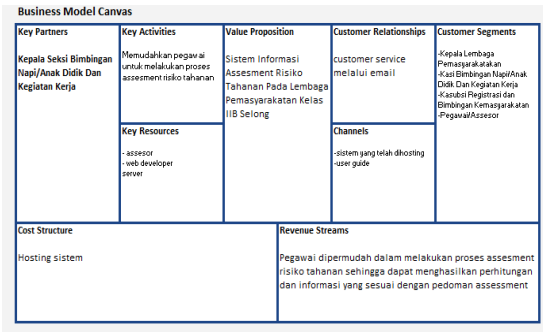 Business Model Canvas
Key Partners
Kepala Seksi Bimbingan
Napi/Anak Didik Dan
Kegiatan Kerja
Key Activities
Memudahkan pegawai
untuk melakukan proses
assesment risiko tahanan
Key Resources
- assesor
- web developer
server
Value Proposition
Sistem Informasi
Assesment Risiko
Tahanan Pada Lembaga
Pemasyarakatan Kelas
IIB Selong
Customer Relationships
customer service
melalui email
Channels
-sistem yang telah dihosting
-user guide
Customer Segments
-Kepala Lembaga
Pemasyarakatakan
-Kasi Bimbingan Napi/Anak
Didik Dan Kegiatan Kerja
-Kasubsi Registrasi dan
Bimbingan Kemasyarakatan
-Pegawai/Assesor
Cost Structure
Hosting sistem
Revenue Streams
Pegawai dipermudah dalam melakukan proses assesment
risiko tahanan sehingga dapat menghasilkan perhitungan
dan informasi yang sesuai dengan pedoman assessment